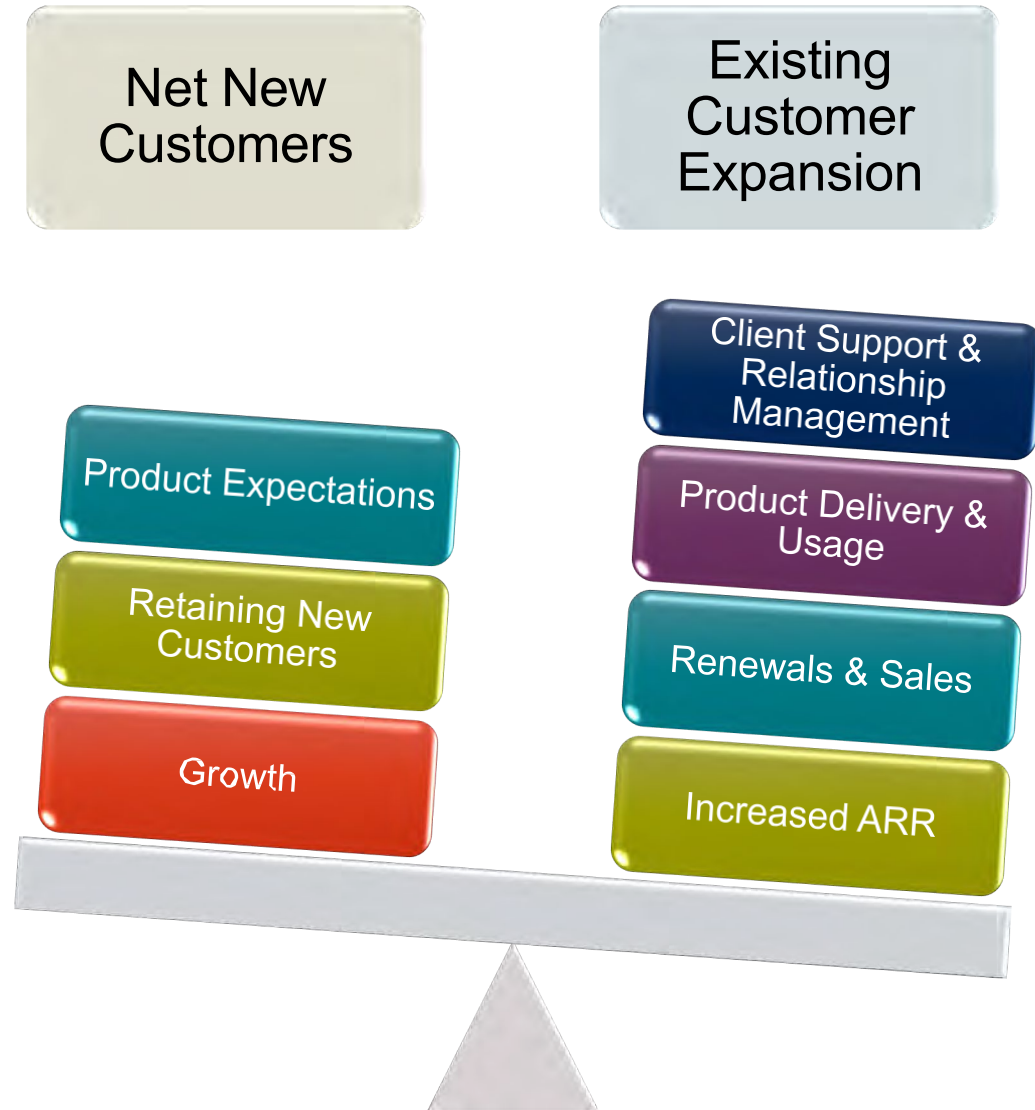 Net New
Customers
Existing
Customer
Expansion
Product Expectations
Retaining New
Customers
Growth
Client Support &
Relationship
Management
Product Delivery &
Usage
Renewals & Sales
Increased ARR